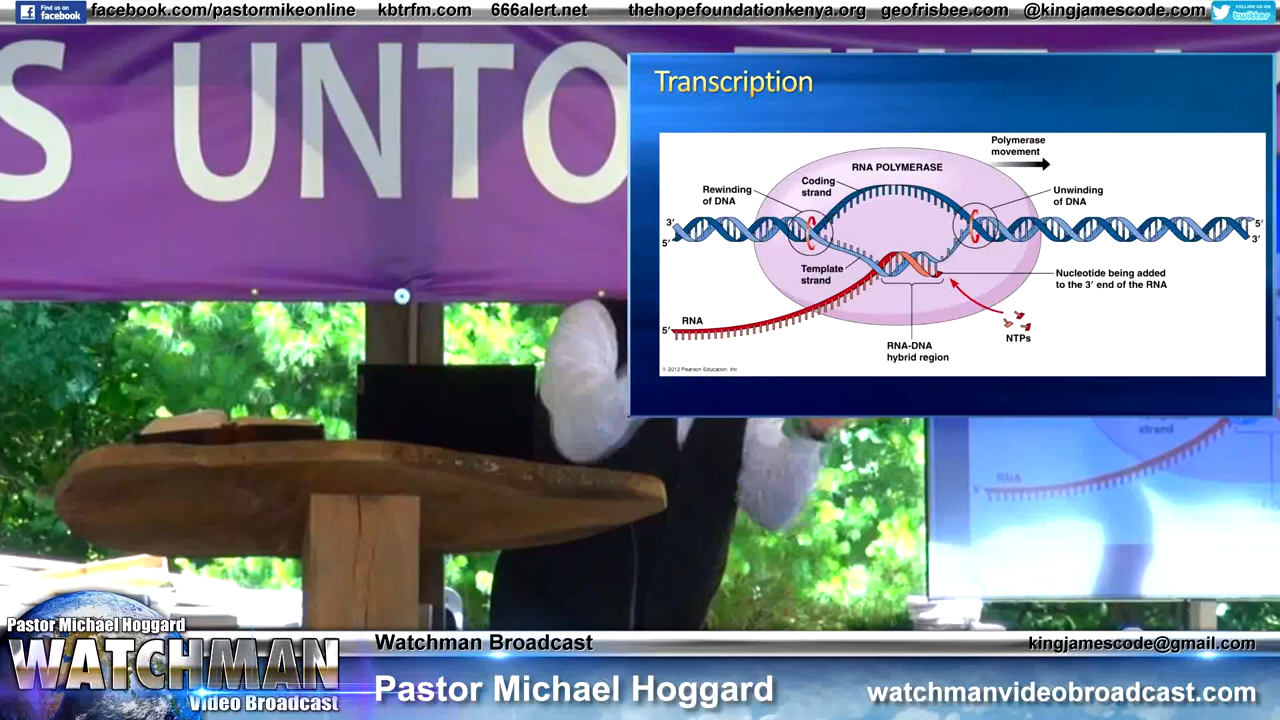 Find us on
facebook
facebook.com/pastormikeonline kbtrfm.com 666alert.net thehopefoundationkenya.org geofrisbee.com @kingjamescode.com
FOLLOW US ON
twitter
S UNTO
Transcription
Polymerase
movement
RNA POLYMERASE
Coding
strand
Rewinding
of DNA
Unwinding
of DNA
3′
5′
5′
3′
Template
strand
Nucleotide being added
to the 3′ end of the RNA
RNA
5′
NTPs
RNA-DNA
hybrid region
© 2012 Pearson Education, Inc.
strand
RNA
Pastor Michael Hoggard
WATCHMAN
Video Broadcast
Watchman Broadcast
kingjamescode@gmail.com
Pastor Michael Hoggard
watchmanvideobroadcast.com